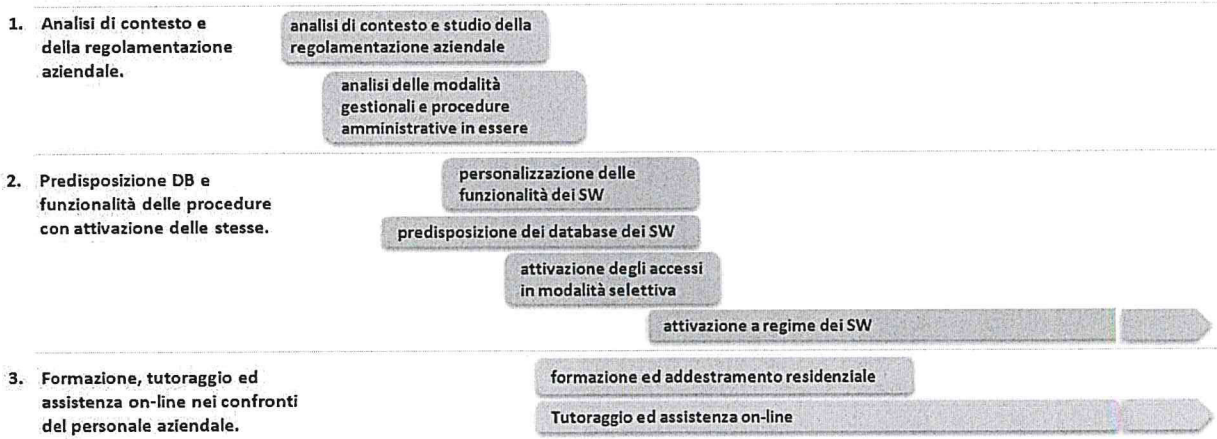 1. Analisi di contesto e
della regolamentazione
aziendale.
analisi di contesto e studio della
regolamentazione aziendale
analisi delle modalità
gestionali e procedure
amministrative in essere
2. Predisposizione DB e
funzionalità delle procedure
con attivazione delle stesse.
personalizzazione delle
funzionalità dei SW
predisposizione dei database dei SW
attivazione degli accessi
in modalità selettiva
attivazione a regime dei SW
3. Formazione, tutoraggio ed
assistenza on-line nei confronti
del personale aziendale.
formazione ed addestramento residenziale
Tutoraggio ed assistenza on-line